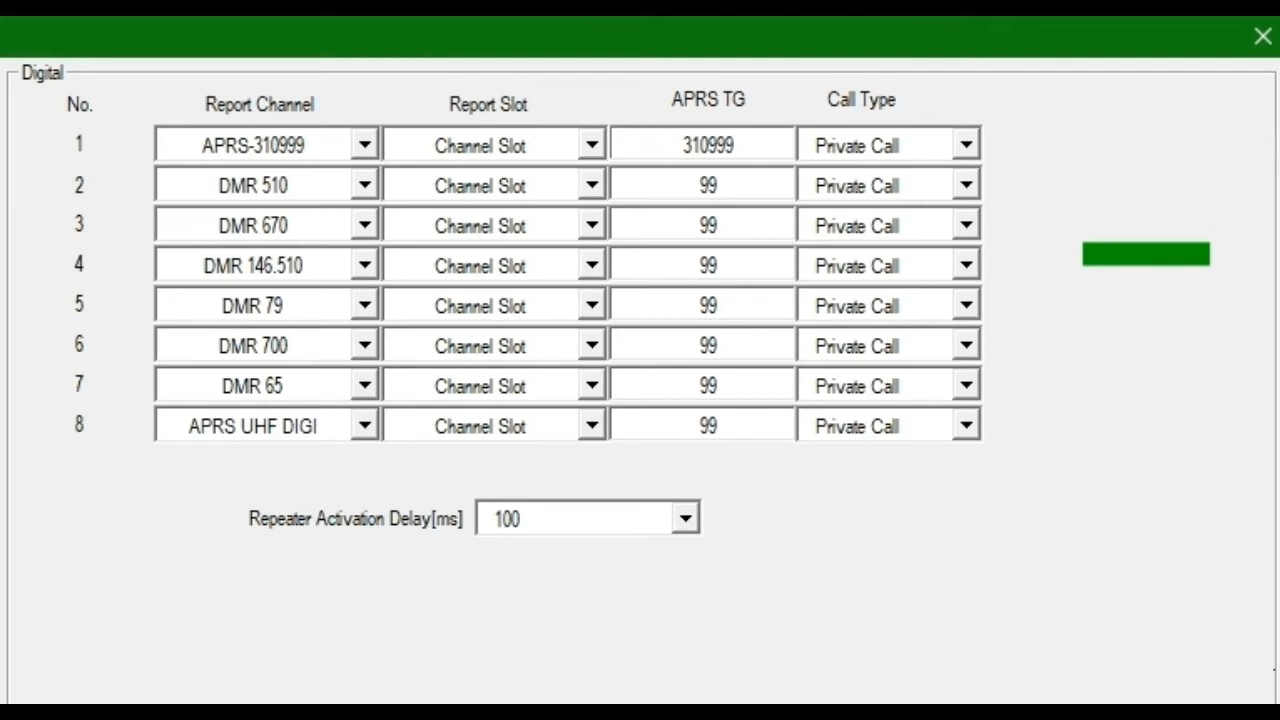 Digital
No. Report Channel Report Slot APRS TG Call Type
1 APRS-310999 Channel Slot 310999 Private Call
2 DMR 510 Channel Slot 99 Private Call
3 DMR 670 Channel Slot 99 Private Call
4 DMR 146.510 Channel Slot 99 Private Call
5 DMR 79 Channel Slot 99 Private Call
6 DMR 700 Channel Slot 99 Private Call
7 DMR 65 Channel Slot 99 Private Call
8 APRS UHF DIGI Channel Slot 99 Private Call
Repeater Activation Delay[ms] 100